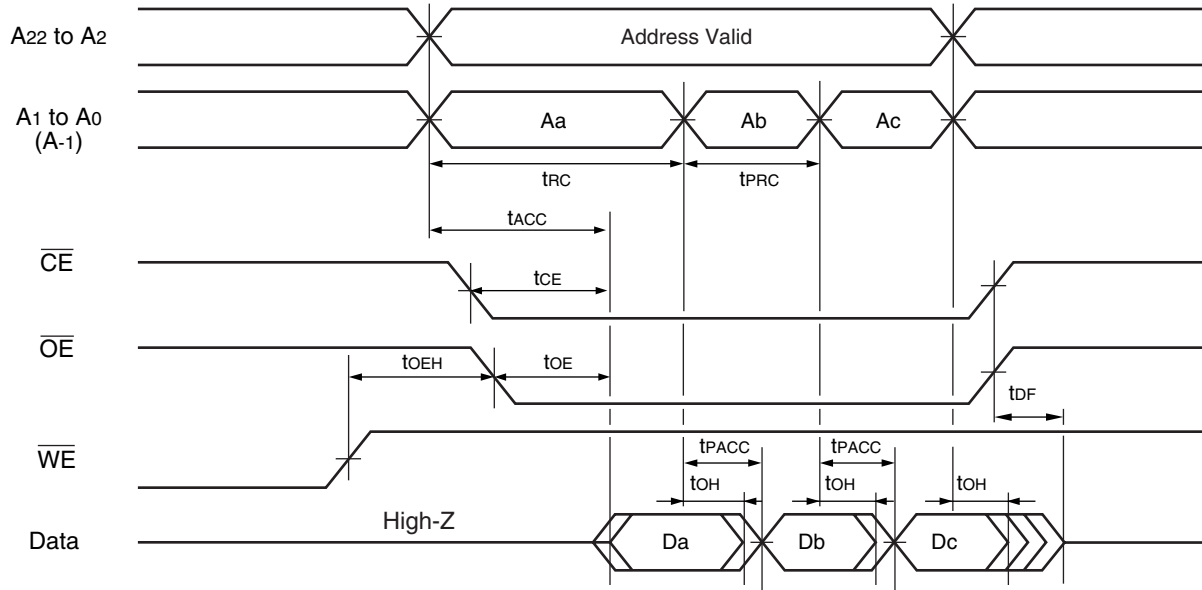 A22 to A2
Address Valid
A1 to A0
(A-1)
Aa
Ab
Ac
tRC
tPRC
tACC
CE
tCE
OE
tOEH
tOE
tDF
WE
tPACC
tPACC
tOH
tOH
tOH
High-Z
Data
Da
Db
Dc